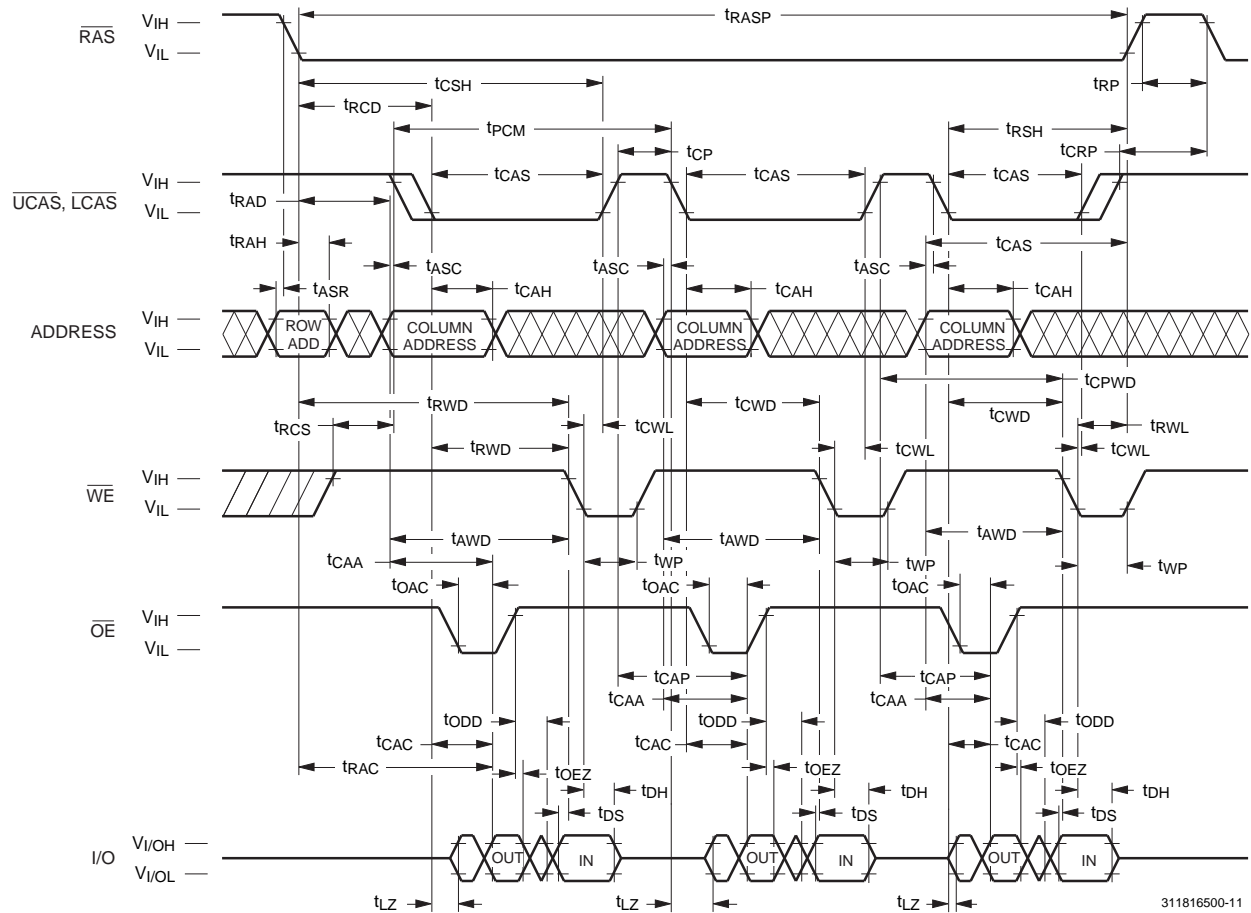 tRASP
RAS
VIH
VIL
tCSH
tRP
tRCD
tPCM
tRSH
tCP
tCRP
UCAS, LCAS
VIH
VIL
tCAS
tCAS
tCAS
tRAD
tRAH
tCAS
tASC
tASC
tASC
tASR
tCAH
tCAH
tCAH
ADDRESS
VIH
VIL
ROW ADD
COLUMN ADDRESS
COLUMN ADDRESS
COLUMN ADDRESS
tCPWD
tRWD
tCWD
tCWD
tRCS
tCWL
tRWL
tRWD
tCWL
tCWL
WE
VIH
VIL
tAWD
tAWD
tAWD
tCAA
tWP
tWP
tWP
tOAC
tOAC
tOAC
OE
VIH
VIL
tCAP
tCAP
tCAA
tCAA
tODD
tODD
tODD
tCAC
tCAC
tCAC
tRAC
tOEZ
tOEZ
tOEZ
tDH
tDH
tDH
tDS
tDS
tDS
I/O
VI/OH
VI/OL
OUT
IN
OUT
IN
OUT
IN
tLZ
tLZ
tLZ
311816500-11